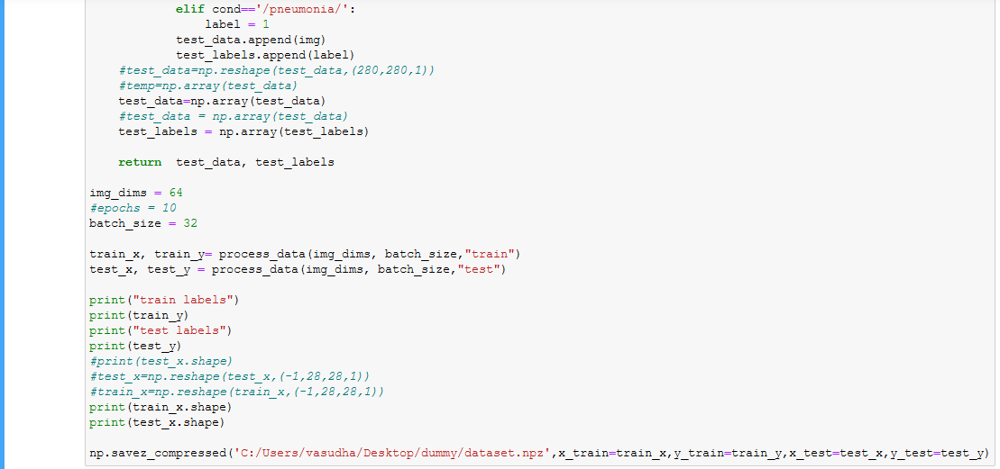 elif cond=='/pneumonia/':
label = 1
test_data.append(img)
test_labels.append(label)
#test_data=np.reshape(test_data,(280,280,1))
#temp=np.array(test_data)
test_data=np.array(test_data)
#test_data = np.array(test_data)
test_labels = np.array(test_labels)
return  test_data, test_labels
img_dims = 64
#epochs = 10
batch_size = 32
train_x, train_y= process_data(img_dims, batch_size,"train")
test_x, test_y = process_data(img_dims, batch_size,"test")
print("train labels")
print(train_y)
print("test labels")
print(test_y)
#print(test_x.shape)
#test_x=np.reshape(test_x,(-1,28,28,1))
#train_x=np.reshape(train_x,(-1,28,28,1))
print(train_x.shape)
print(test_x.shape)
np.savez_compressed('C:/Users/vasudha/Desktop/dummy/dataset.npz',x_train=train_x,y_train=train_y,x_test=test_x,y_test=test_y)